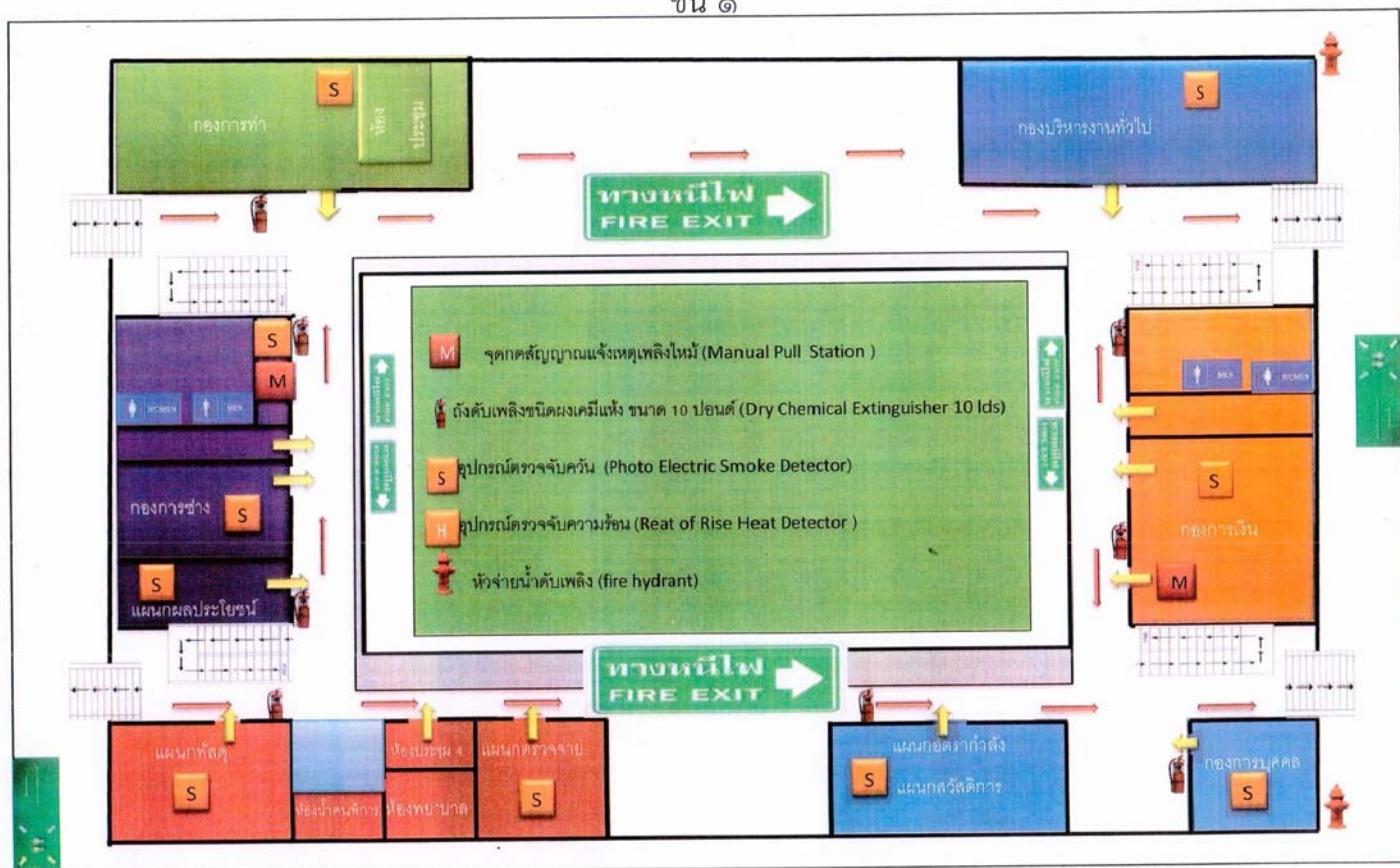 ชั้น ๑
S
กองการท่า
ห้อง
ประชุม
S
กองบริหารงานทั่วไป
ทางหนีไฟ
FIRE EXIT
S
M
WOMEN
MEN
M จุดกดสัญญาณแจ้งเหตุเพลิงไหม้ (Manual Pull Station )
ถังดับเพลิงชนิดผงเคมีแห้ง ขนาด 10 ปอนด์ (Dry Chemical Extinguisher 10 lds)
S อุปกรณ์ตรวจจับควัน (Photo Electric Smoke Detector)
H อุปกรณ์ตรวจจับความร้อน (Reat of Rise Heat Detector )
หัวจ่ายน้ำดับเพลิง (fire hydrant)
MEN
WOMEN
กองการช่าง
S
S
แผนกผลประโยชน์
S
กองการเงิน
M
ทางหนีไฟ
FIRE EXIT
แผนกพัสดุ
S
ห้องน้ำคนพิการ
ห้องประชุม 4
ห้องพยาบาล
แผนกตรวจจ่าย
S
แผนกอัตรากำลัง
S
แผนกสวัสดิการ
กองการบุคคล
S